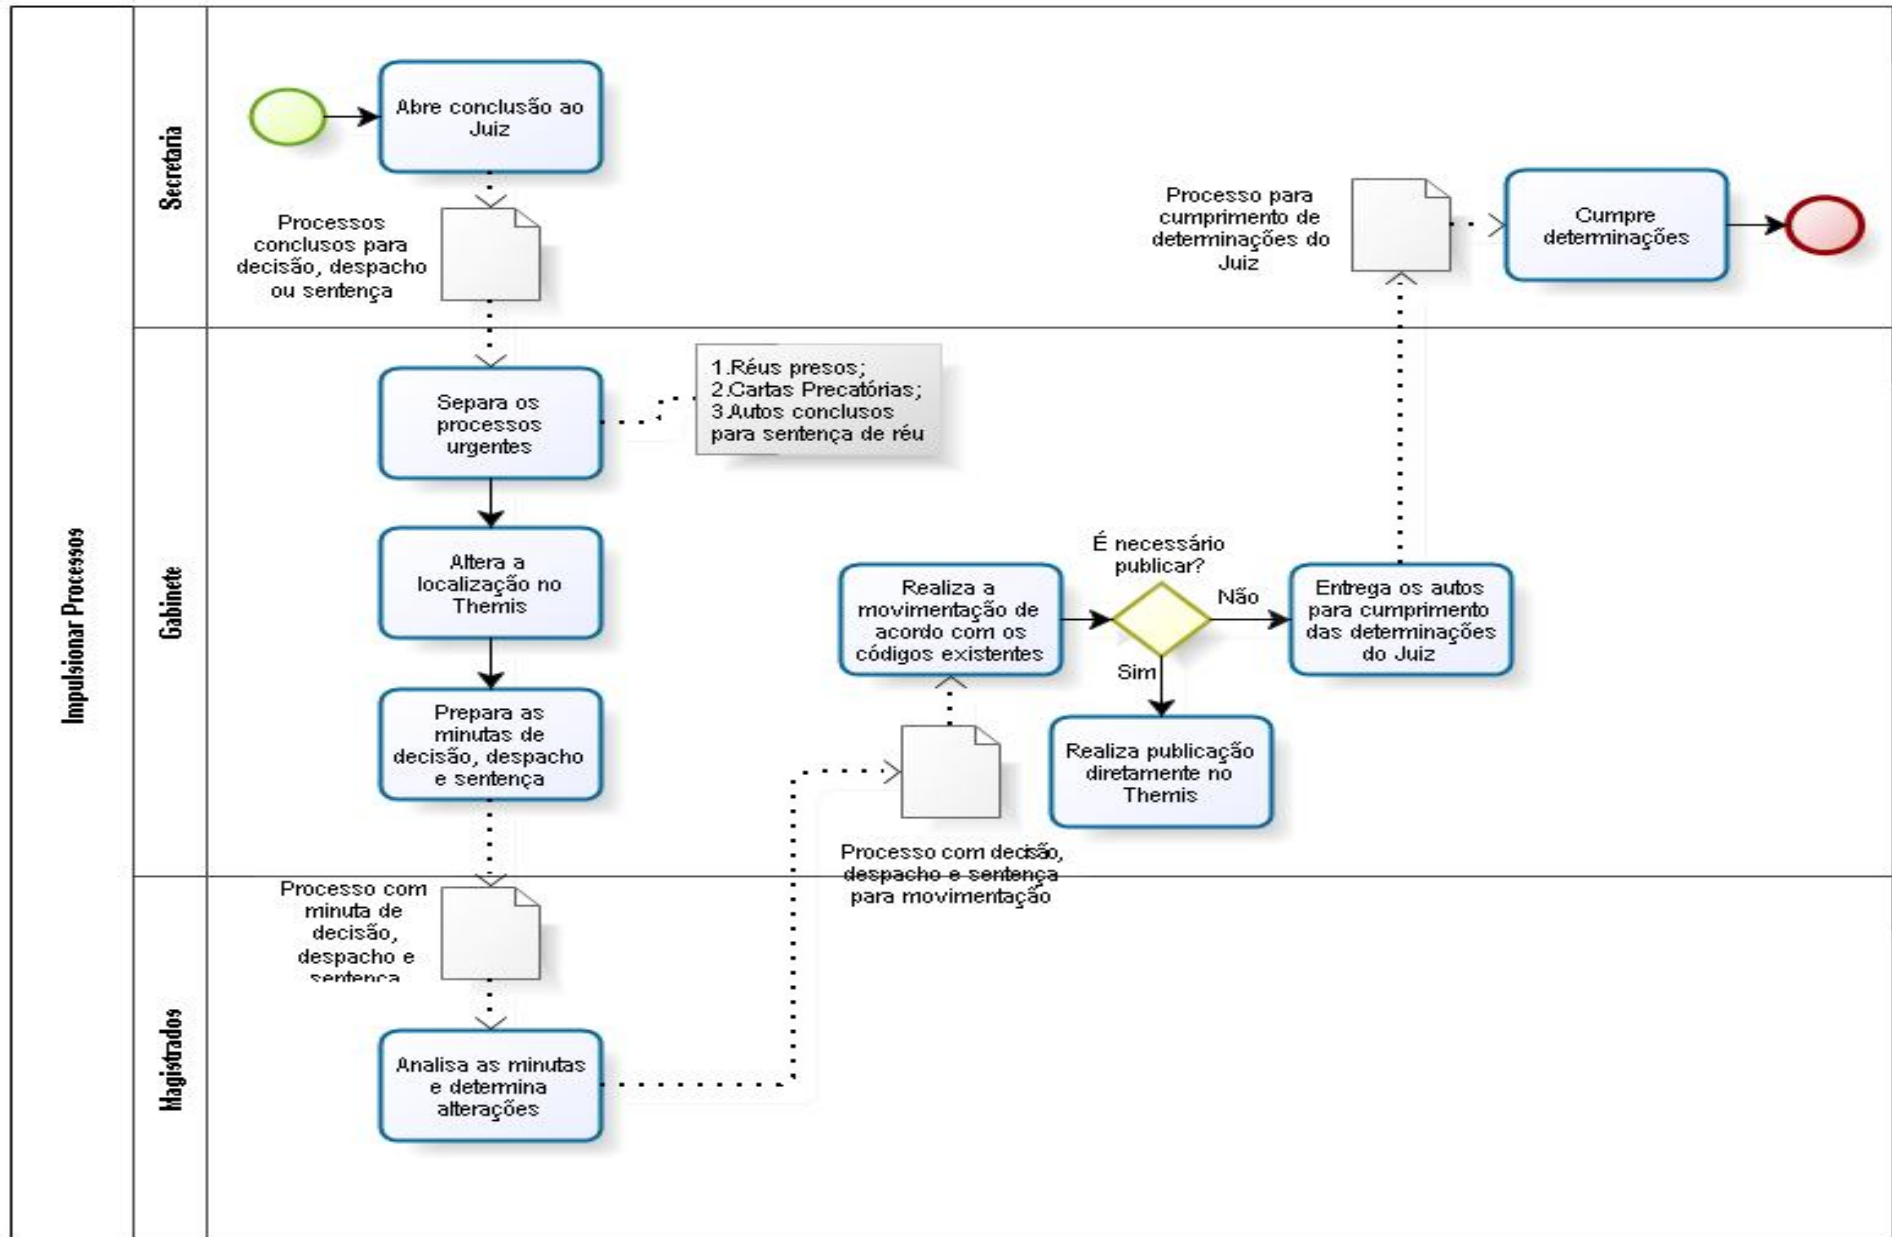 Impulsionar Processos
Secretaria
Abre conclusão ao
Juiz
Processos
conclusos para
decisão, despacho
ou sentença
Processo para
cumprimento de
determinações do
Juiz
Cumpre
determinações
Gabinete
Separa os
processos
urgentes
1.Réus presos;
2.Cartas Precatórias;
3.Autos conclusos
para sentença de réu
Altera a
localização no
Themis
Prepara as
minutas de
decisão, despacho
e sentença
Realiza a
movimentação de
acordo com os
códigos existentes
É necessário
publicar?
Não
Sim
Entrega os autos
para cumprimento
das determinações
do Juiz
Realiza publicação
diretamente no
Themis
Processo com decisão,
despacho e sentença
para movimentação
Magistrados
Processo com
minuta de
decisão,
despacho e
sentença
Analisa as minutas
e determina
alterações